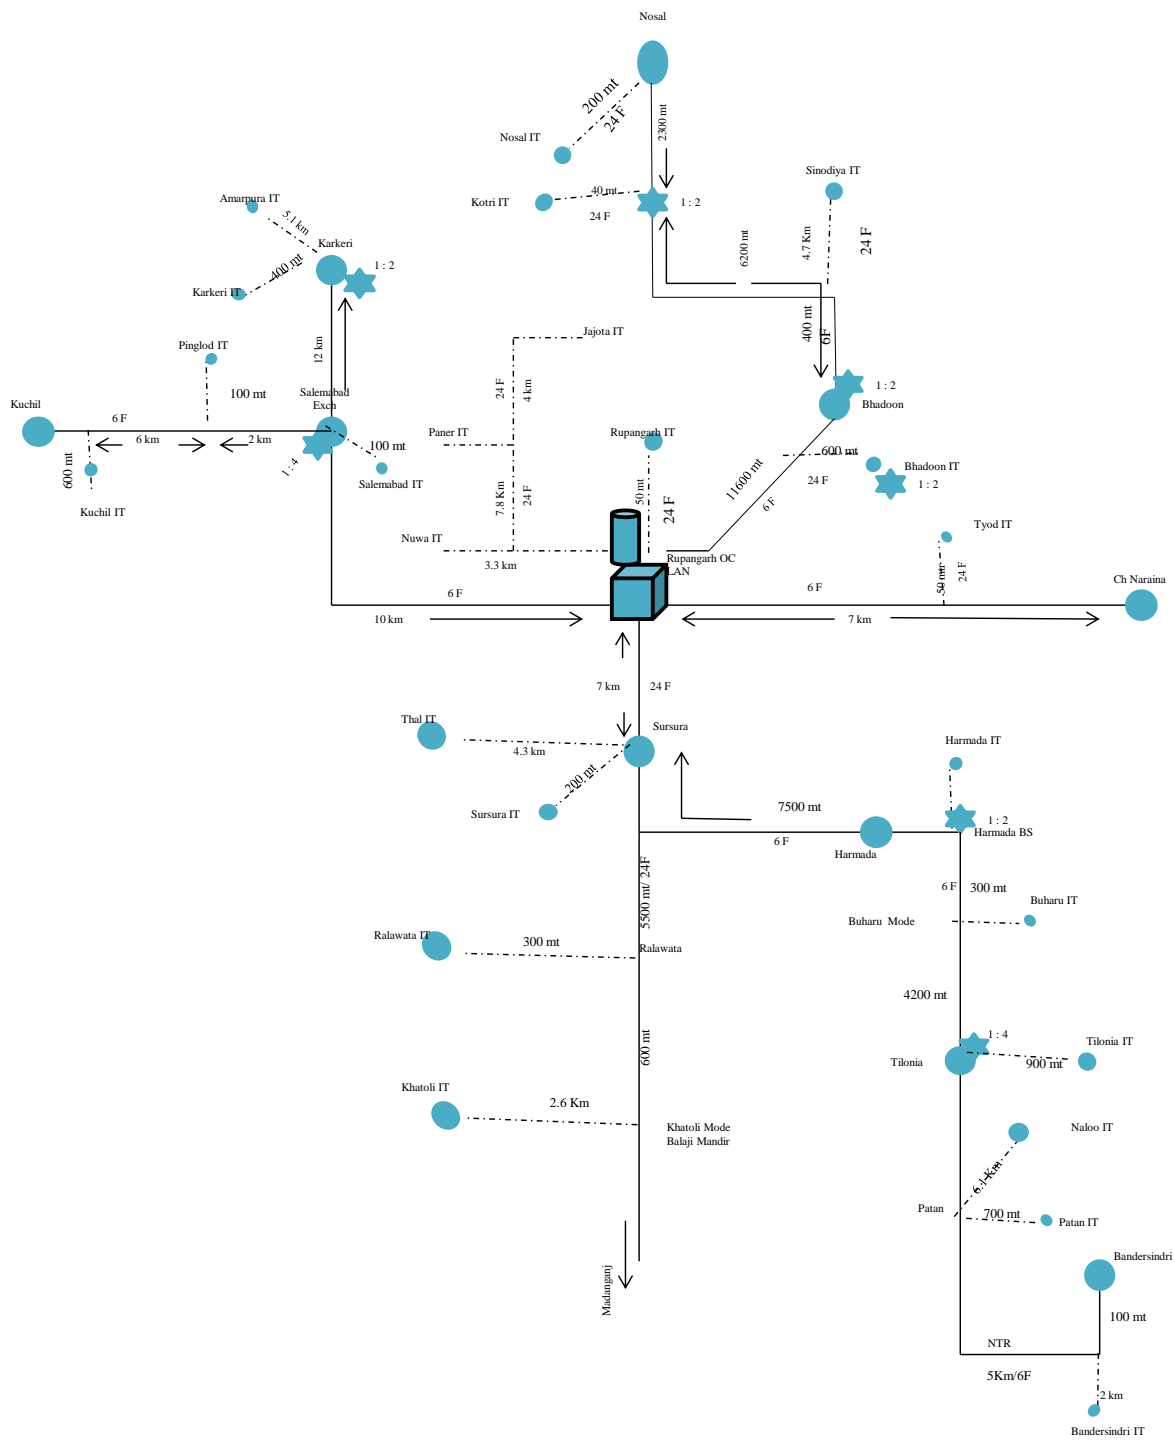 Nosal
200 mt
24 F
2300 mt
Nosal IT
Sinodiya IT
Amarpura IT
40 mt
Kotri IT
24 F
1 : 2
5.1 km
Karkeri
6200 mt
4.7 Km
24 F
400 mt
1 : 2
Karkeri IT
400 mt
6F
Jajota IT
12 km
Pinglod IT
24 F
4 km
100 mt
Salemabad
Exch
1 : 2
Kuchil
Bhadoon
6 F
6 km
2 km
100 mt
Paner IT
Rupangarh IT
600 mt
600 mt
Bhadoon IT
1 : 4
Salemabad IT
11600 mt
24 F
1 : 2
Kuchil IT
7.8 Km
24 F
50 mt
24 F
6 F
Tyod IT
Nuwa IT
3.3 km
Rupangarh OC
LAN
50 mtr
24 F
Ch Naraina
6 F
6 F
10 km
7 km
7 km
24 F
Thal IT
Sursura
4.3 km
Harmada IT
200 mt
Sursura IT
7500 mt
1 : 2
Harmada BS
6 F
Harmada
5500 mt/ 24F
6 F
300 mt
Buharu IT
Buharu Mode
Ralawata IT
300 mt
Ralawata
4200 mt
600 mt
1 : 4
Tilonia
Tilonia IT
900 mt
Khatoli IT
2.6 Km
Khatoli Mode
Balaji Mandir
Naloo IT
6.1 Km
Patan
700 mt
Patan IT
Bandersindri
Madanganj
100 mt
NTR
5Km/6F
2 km
Bandersindri IT